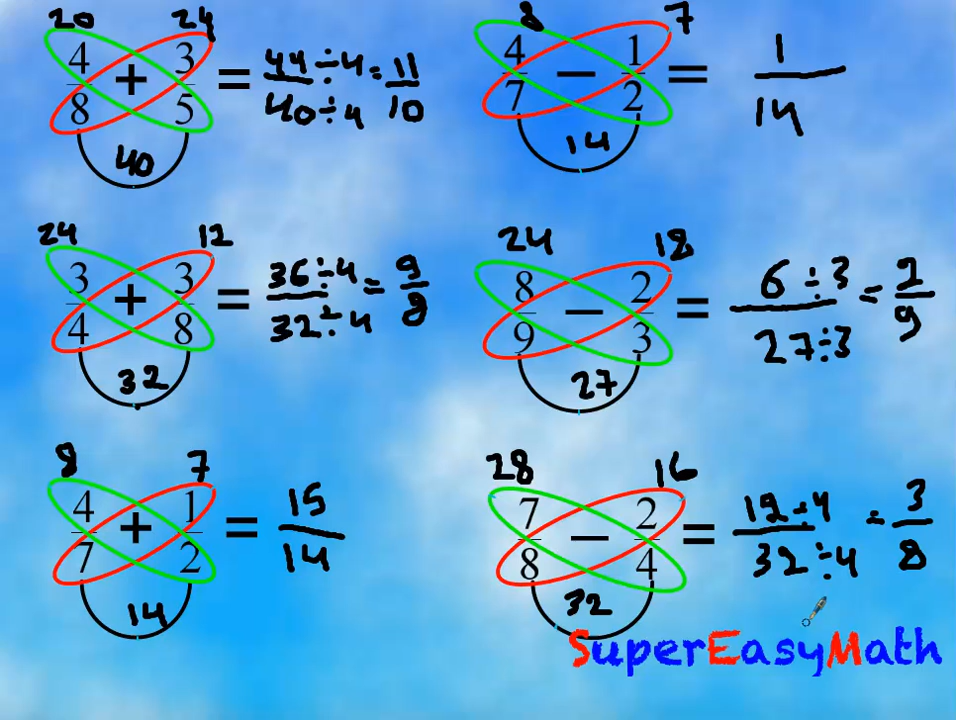 20 24
4/8 + 3/5 = 44÷4/40÷4 = 11/10
40
8 7
4/7 − 1/2 = 1/14
14
24 12
3/4 + 3/8 = 36÷4/32÷4 = 9/8
32
24 18
8/9 − 2/3 = 6÷3/27÷3 = 2/9
27
8 7
4/7 + 1/2 = 15/14
14
28 16
7/8 − 2/4 = 12÷4/32÷4 = 3/8
32
SuperEasyMath